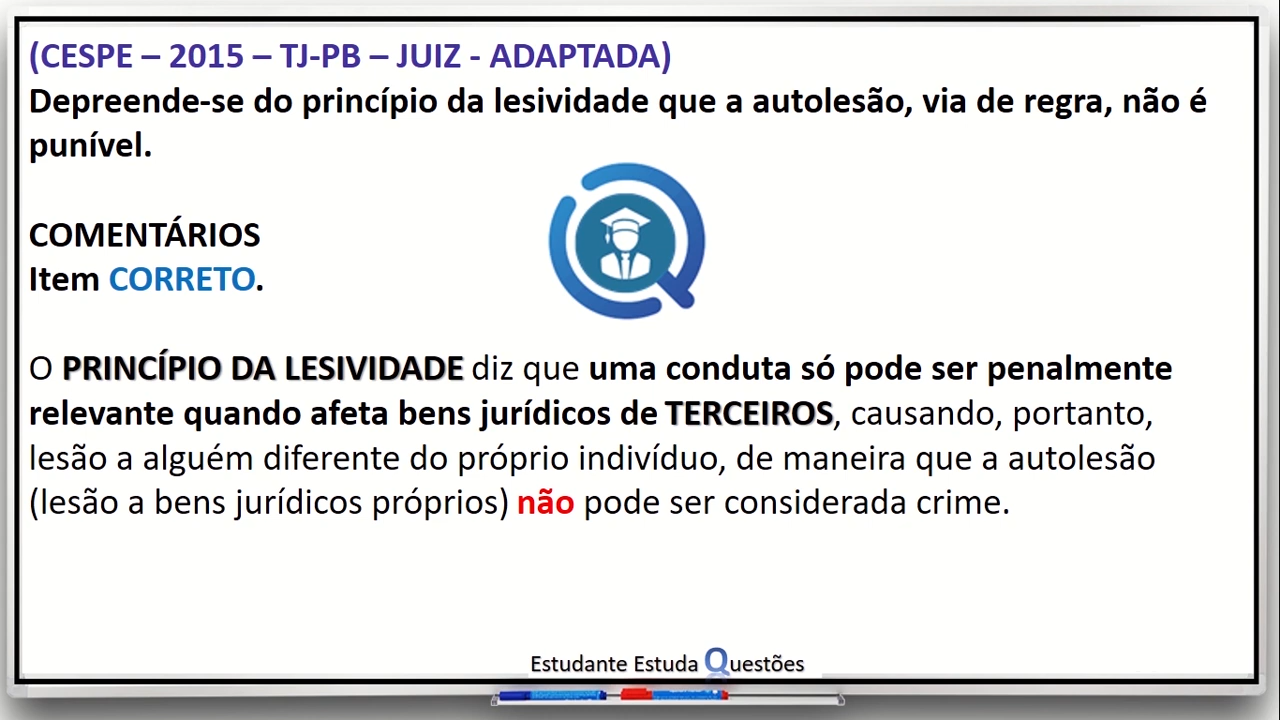 (CESPE – 2015 – TJ-PB – JUIZ - ADAPTADA)
Depreende-se do princípio da lesividade que a autolesão, via de regra, não é
punível.
COMENTÁRIOS
Item CORRETO.
O PRINCÍPIO DA LESIVIDADE diz que uma conduta só pode ser penalmente
relevante quando afeta bens jurídicos de TERCEIROS, causando, portanto,
lesão a alguém diferente do próprio indivíduo, de maneira que a autolesão
(lesão a bens jurídicos próprios) não pode ser considerada crime.
Estudante Estuda Questões